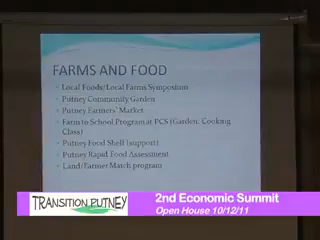 FARMS AND FOOD
Local Foods/Local Farms Symposium
Putney Community Garden
Putney Farmers' Market
Farm to School Program at PCS (Garden, Cooking
Class)
Putney Food Shelf (support)
Putney Rapid Food Assessment
Land/Farmer Match program
TRANSITION PUTNEY
2nd Economic Summit
Open House 10/12/11